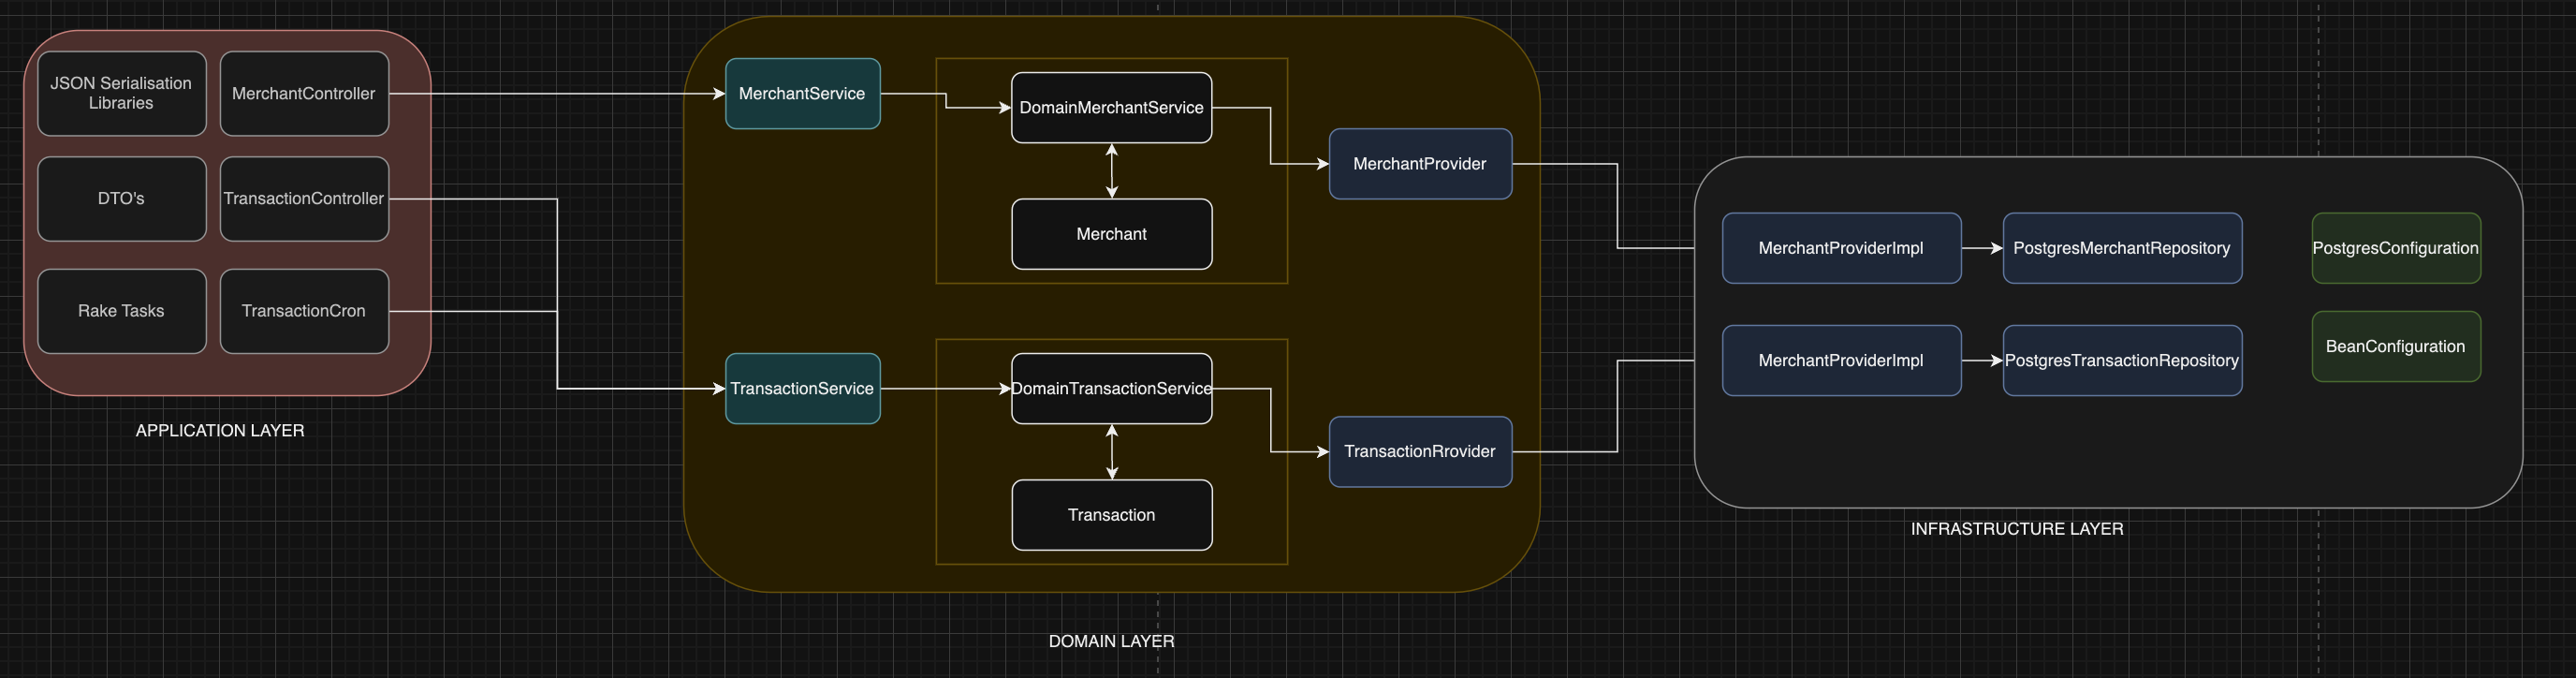 JSON Serialisation
Libraries
MerchantController
DTO's
TransactionController
Rake Tasks
TransactionCron
APPLICATION LAYER
MerchantService
DomainMerchantService
Merchant
MerchantProvider
TransactionService
DomainTransactionService
Transaction
TransactionRrovider
DOMAIN LAYER
MerchantProviderImpl
PostgresMerchantRepository
PostgresConfiguration
MerchantProviderImpl
PostgresTransactionRepository
BeanConfiguration
INFRASTRUCTURE LAYER